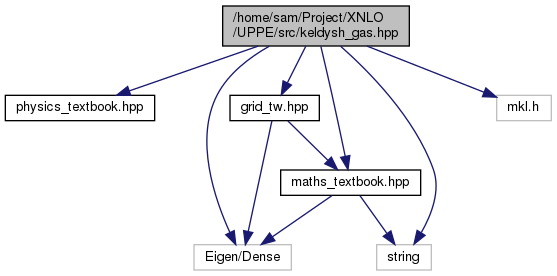 /home/sam/Project/XNLO
/UPPE/src/keldysh_gas.hpp
physics_textbook.hpp
grid_tw.hpp
mkl.h
maths_textbook.hpp
Eigen/Dense
string